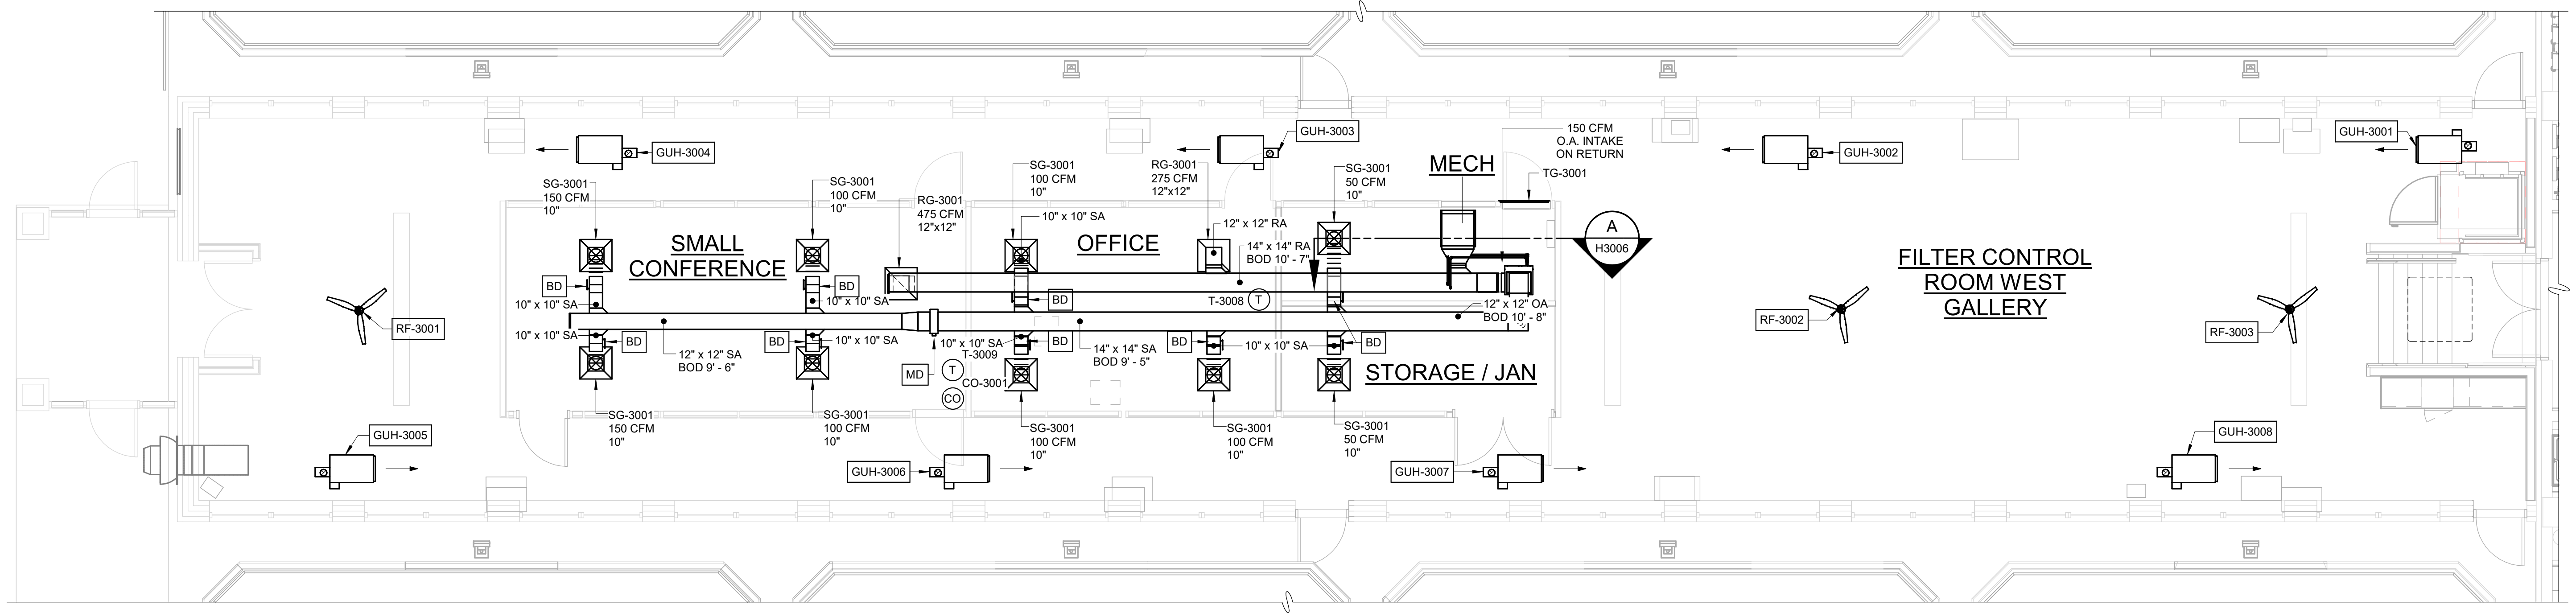 GUH-3004
GUH-3003
150 CFM
O.A. INTAKE
ON RETURN
GUH-3002
GUH-3001
SG-3001
150 CFM
10"
SG-3001
100 CFM
10"
RG-3001
475 CFM
12"x12"
SG-3001
100 CFM
10"
RG-3001
275 CFM
12"x12"
SG-3001
50 CFM
10"
MECH
TG-3001
10" x 10" SA
12" x 12" RA
14" x 14" RA
BOD 10' - 7"
SMALL
CONFERENCE
OFFICE
A
H3006
FILTER CONTROL
ROOM WEST
GALLERY
BD
BD
BD
T-3008
T
10" x 10" SA
10" x 10" SA
12" x 12" OA
BOD 10' - 8"
RF-3001
RF-3002
RF-3003
10" x 10" SA
BD
12" x 12" SA
BOD 9' - 6"
BD
10" x 10" SA
MD
10" x 10" SA
BD
14" x 14" SA
BOD 9' - 5"
BD
10" x 10" SA
BD
T-3009
T
CO-3001
CO
STORAGE / JAN
SG-3001
150 CFM
10"
SG-3001
100 CFM
10"
SG-3001
100 CFM
10"
SG-3001
100 CFM
10"
SG-3001
50 CFM
10"
GUH-3005
GUH-3006
GUH-3007
GUH-3008